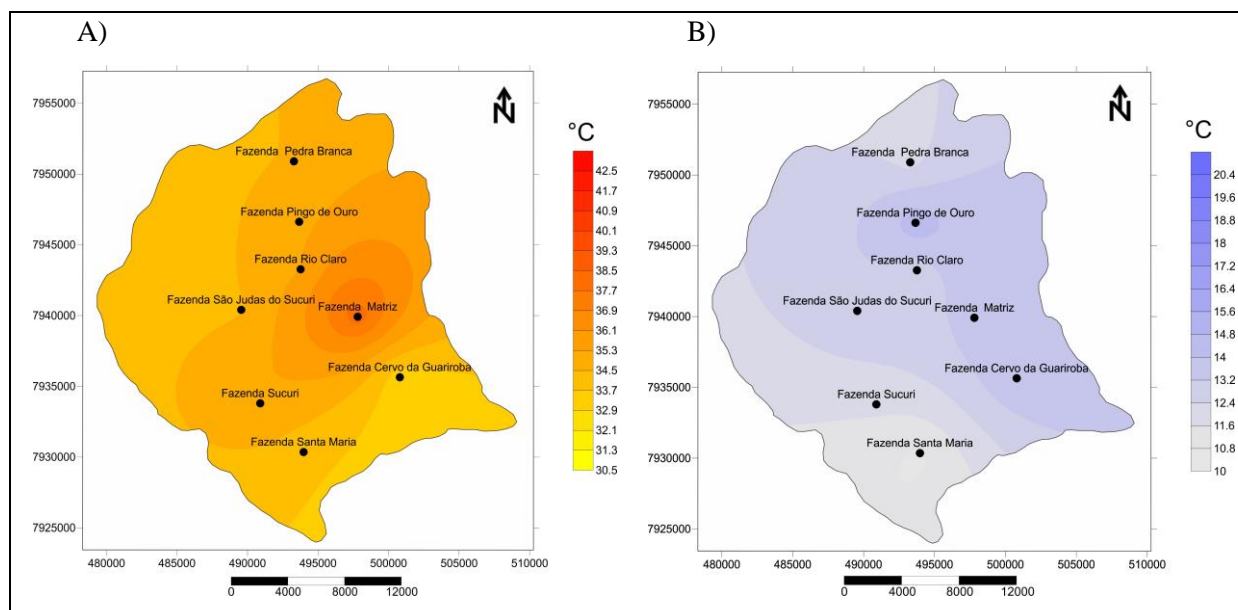 A)
B)
N
°C
7955000
7950000
7945000
7940000
7935000
7930000
7925000
Fazenda Pedra Branca
Fazenda Pingo de Ouro
Fazenda Rio Claro
Fazenda São Judas do Sucuri
Fazenda Matriz
Fazenda Cervo da Guariroba
Fazenda Sucuri
Fazenda Santa Maria
42.5
41.7
40.9
40.1
39.3
38.5
37.7
36.9
36.1
35.3
34.5
33.7
32.9
32.1
31.3
30.5
480000 485000 490000 495000 500000 505000 510000
0 4000 8000 12000
N
°C
7955000
7950000
7945000
7940000
7935000
7930000
7925000
Fazenda Pedra Branca
Fazenda Pingo de Ouro
Fazenda Rio Claro
Fazenda São Judas do Sucuri
Fazenda Matriz
Fazenda Cervo da Guariroba
Fazenda Sucuri
Fazenda Santa Maria
20.4
19.6
18.8
18
17.2
16.4
15.6
14.8
14
13.2
12.4
11.6
10.8
10
480000 485000 490000 495000 500000 505000 510000
0 4000 8000 12000